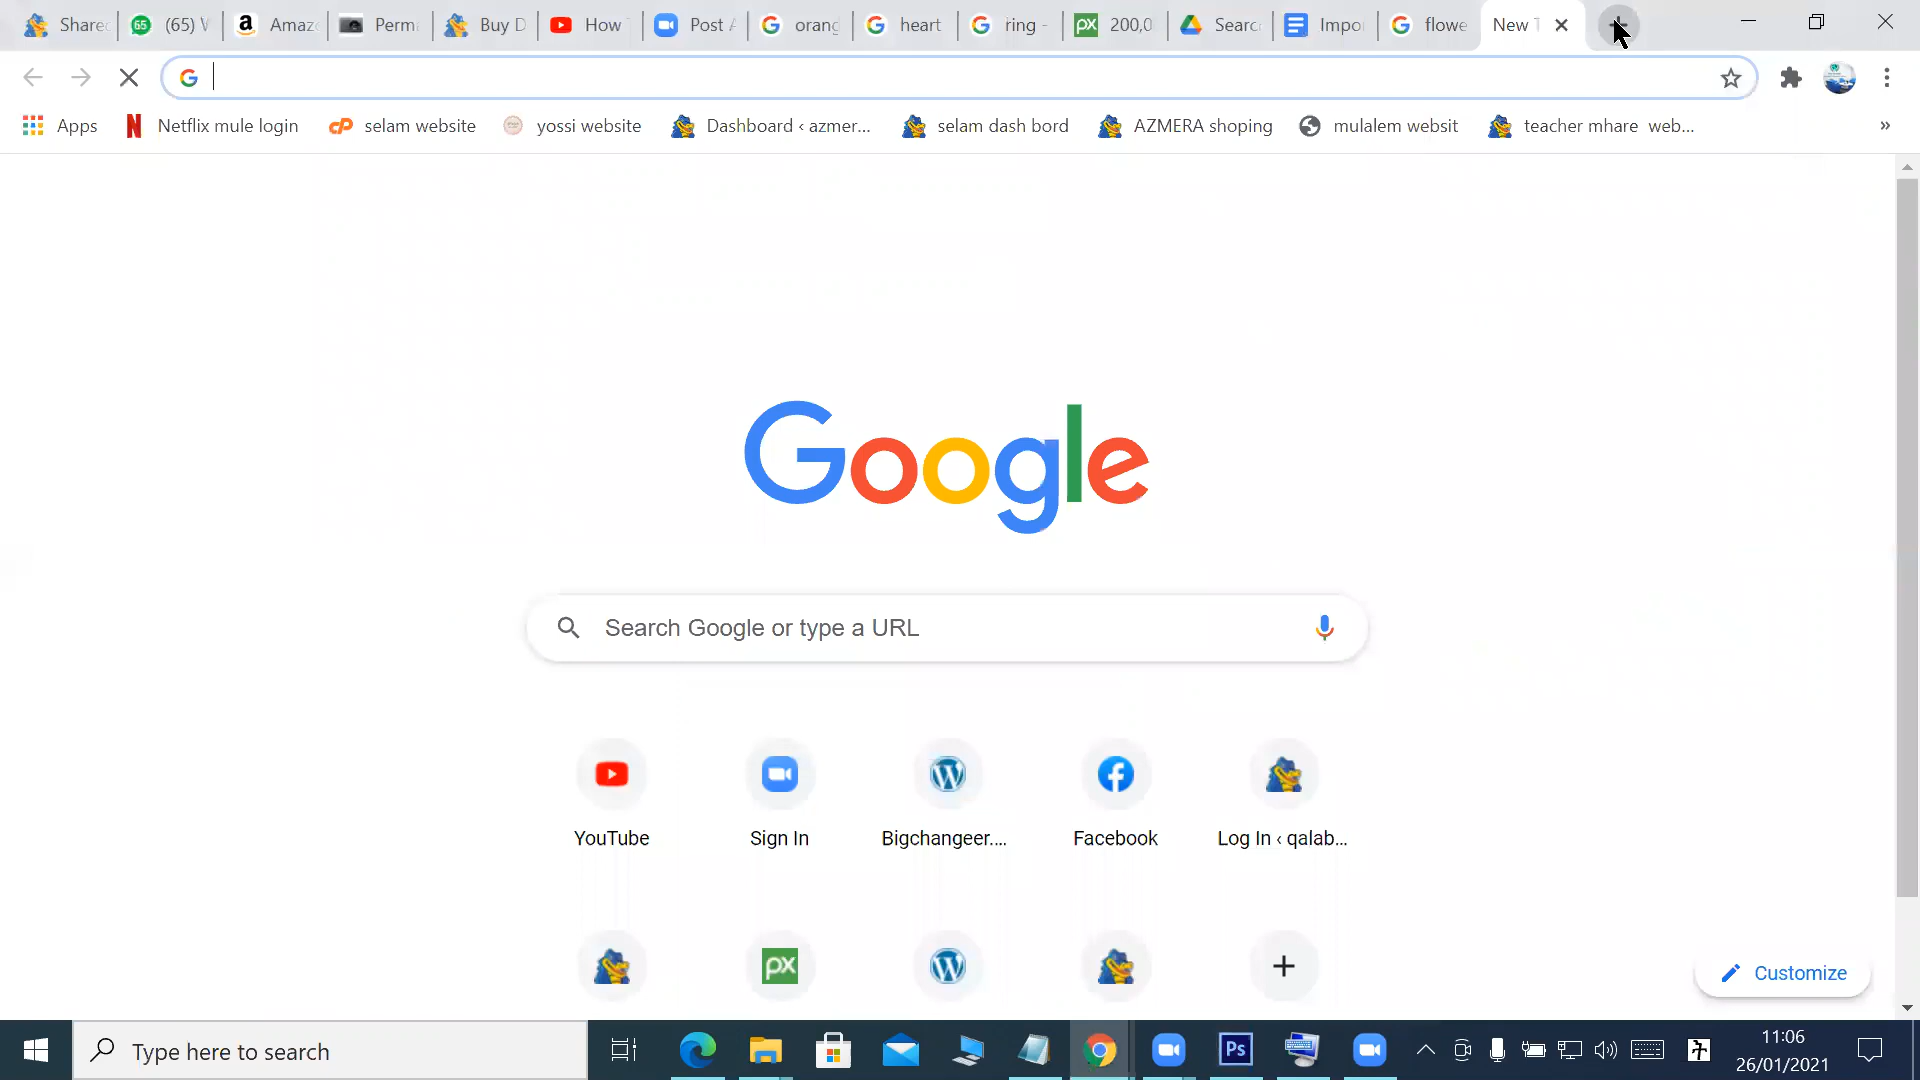 Share
(65) W
Amaz
Perma
Buy D
How
Post A
orang
heart
ring -
200,0
Searc
Impo
flowe
New T
Apps
Netflix mule login
selam website
yossi website
Dashboard ‹ azmer...
selam dash bord
AZMERA shoping
mulalem websit
teacher mhare web...
»
Google
Search Google or type a URL
YouTube
Sign In
Bigchangeer....
Facebook
Log In ‹ qalab...
px
Customize
Type here to search
Ps
11:06
26/01/2021